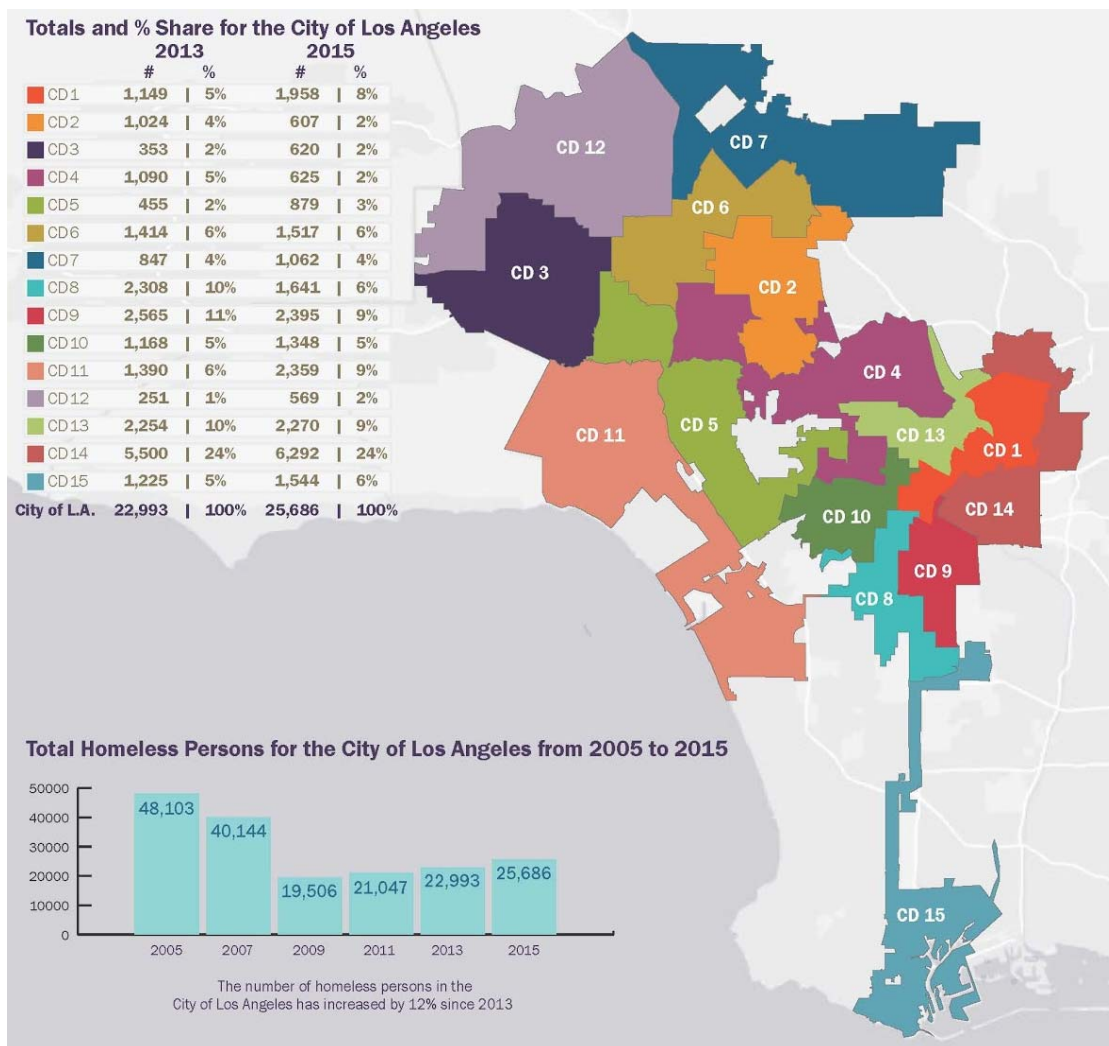 Totals and % Share for the City of Los Angeles
2013 2015
# % # %
CD1 1,149 | 5% 1,958 | 8%
CD2 1,024 | 4% 607 | 2%
CD3 353 | 2% 620 | 2%
CD4 1,090 | 5% 625 | 2%
CD5 455 | 2% 879 | 3%
CD6 1,414 | 6% 1,517 | 6%
CD7 847 | 4% 1,062 | 4%
CD8 2,308 | 10% 1,641 | 6%
CD9 2,565 | 11% 2,395 | 9%
CD10 1,168 | 5% 1,348 | 5%
CD11 1,390 | 6% 2,359 | 9%
CD12 251 | 1% 569 | 2%
CD13 2,254 | 10% 2,270 | 9%
CD14 5,500 | 24% 6,292 | 24%
CD15 1,225 | 5% 1,544 | 6%
City of L.A. 22,993 | 100% 25,686 | 100%
CD 7
CD 12
CD 6
CD 3
CD 2
CD 4
CD 5
CD 11
CD 13
CD 1
CD 14
CD 10
CD 9
CD 8
CD 15
Total Homeless Persons for the City of Los Angeles from 2005 to 2015
50000
40000
30000
20000
10000
0
48,103
40,144
19,506
21,047
22,993
25,686
2005 2007 2009 2011 2013 2015
The number of homeless persons in the
City of Los Angeles has increased by 12% since 2013